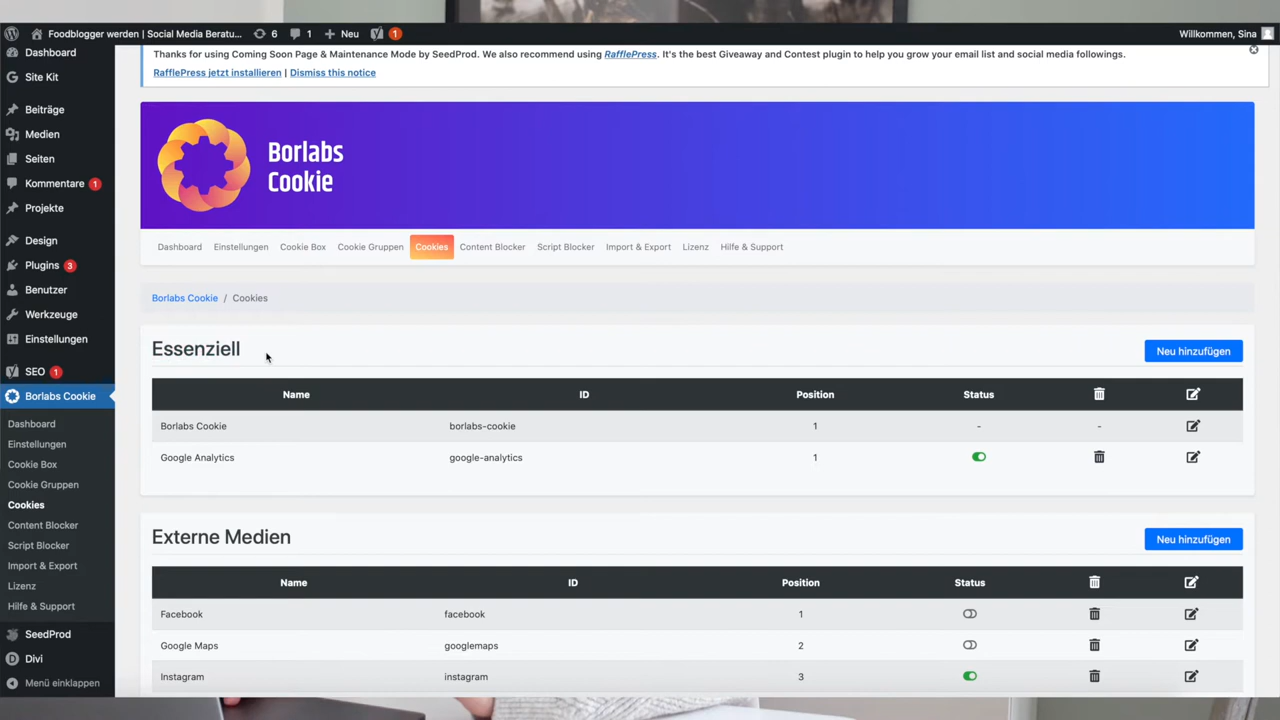 Foodblogger werden | Social Media Beratu... 6 1 Neu 1 Willkommen, Sina
Dashboard
Site Kit
Beiträge
Medien
Seiten
Kommentare 1
Projekte
Design
Plugins 3
Benutzer
Werkzeuge
Einstellungen
SEO 1
Borlabs Cookie
Dashboard
Einstellungen
Cookie Box
Cookie Gruppen
Cookies
Content Blocker
Script Blocker
Import & Export
Lizenz
Hilfe & Support
SeedProd
Divi
Menü einklappen
Thanks for using Coming Soon Page & Maintenance Mode by SeedProd. We also recommend using RafflePress. It's the best Giveaway and Contest plugin to help you grow your email list and social media followings.
RafflePress jetzt installieren | Dismiss this notice
Borlabs
Cookie
Dashboard Einstellungen Cookie Box Cookie Gruppen Cookies Content Blocker Script Blocker Import & Export Lizenz Hilfe & Support
Borlabs Cookie / Cookies
Essenziell Neu hinzufügen
Name ID Position Status
Borlabs Cookie borlabs-cookie 1 - -
Google Analytics google-analytics 1
Externe Medien Neu hinzufügen
Name ID Position Status
Facebook facebook 1
Google Maps googlemaps 2
Instagram instagram 3